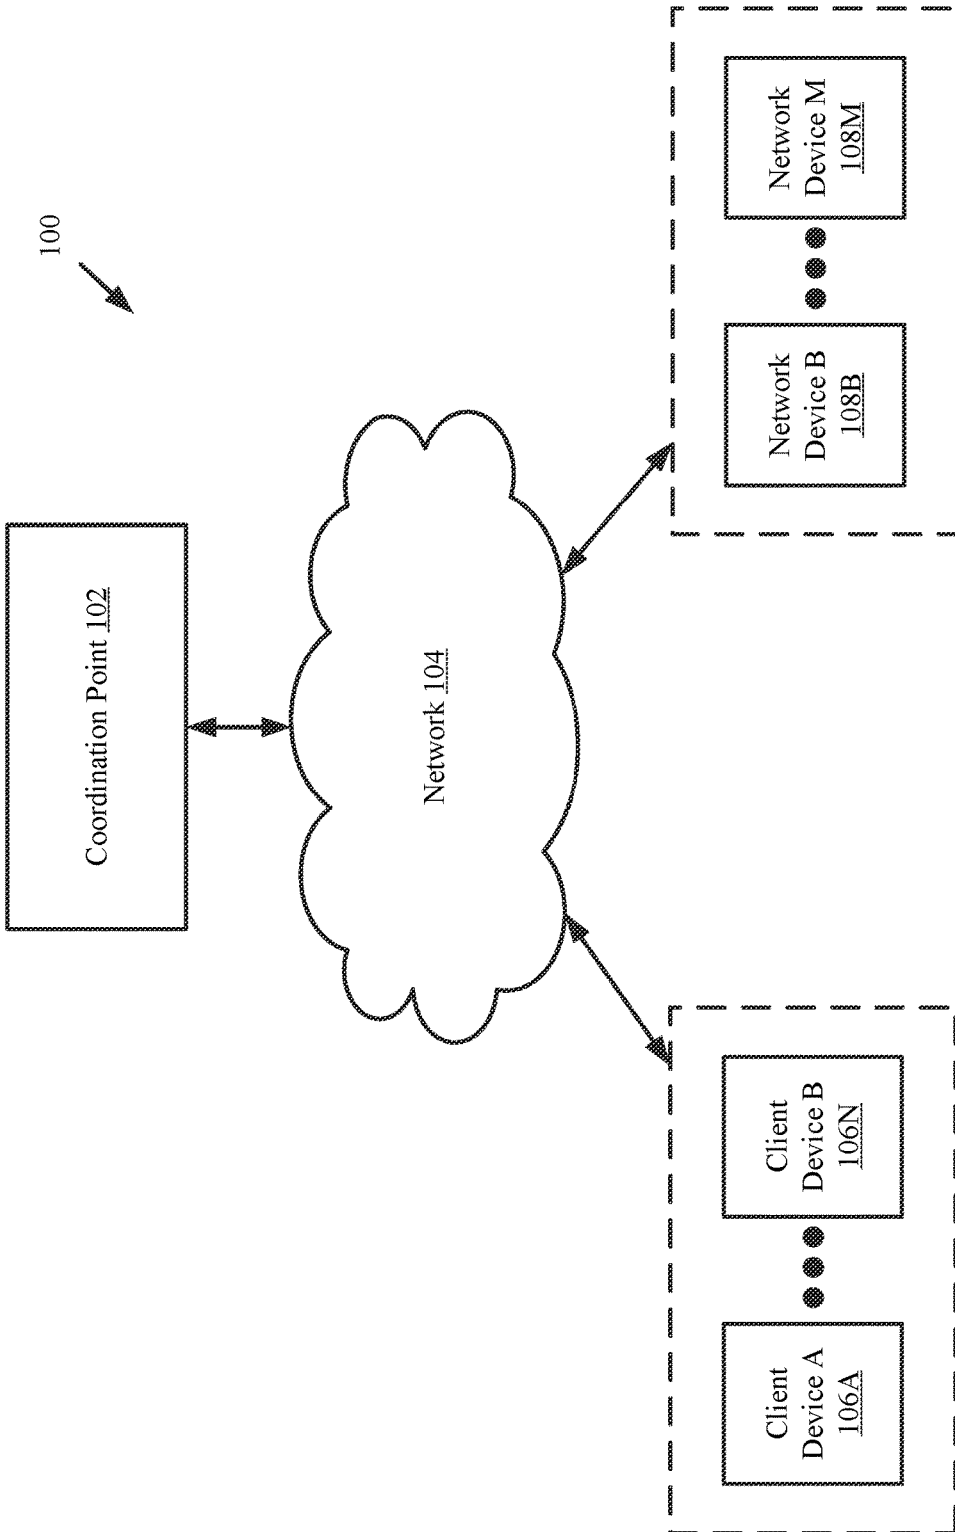 100
Coordination Point 102
Network 104
Client
Device A
106A
Client
Device B
106N
Network
Device B
108B
Network
Device M
108M